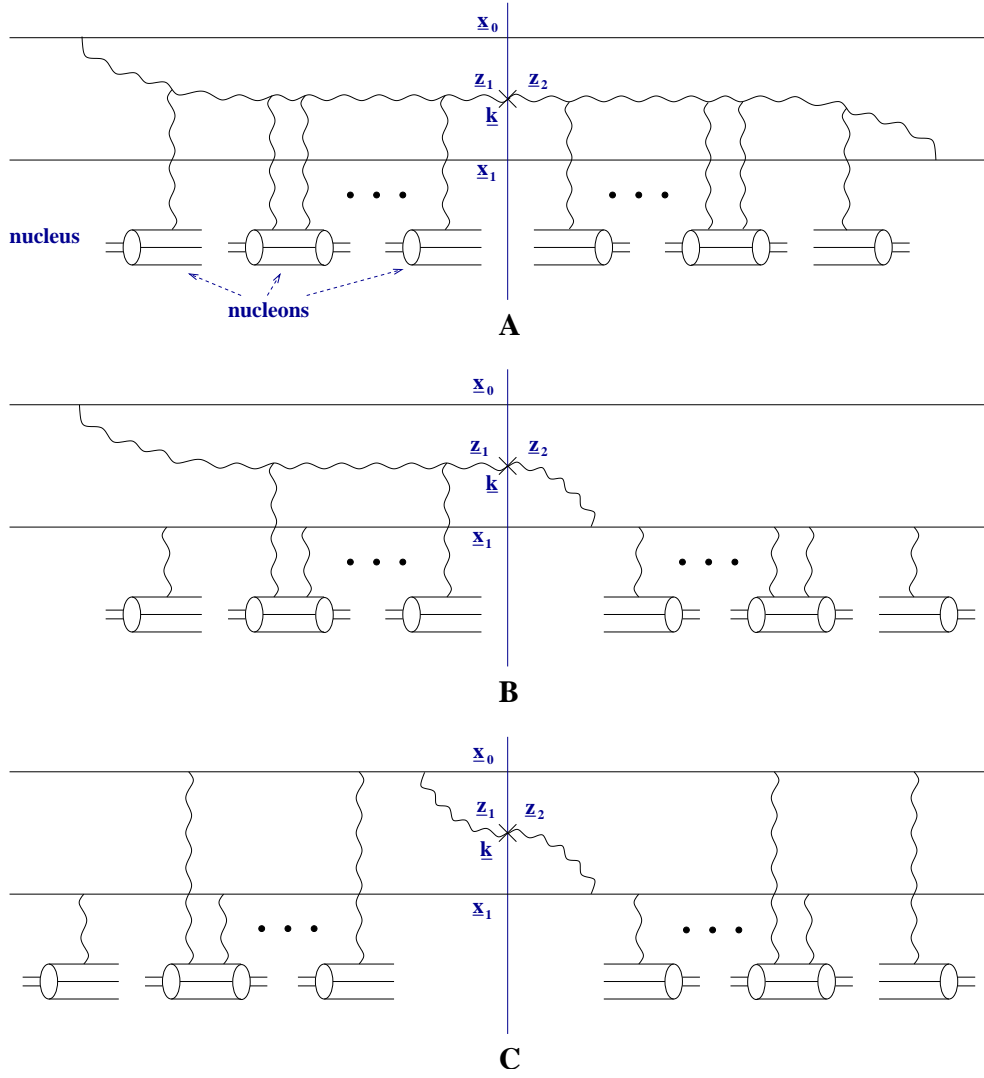 x₀
z₁ z₂
k
x₁
nucleus
nucleons
A
x₀
z₁ z₂
k
x₁
B
x₀
z₁ z₂
k
x₁
C